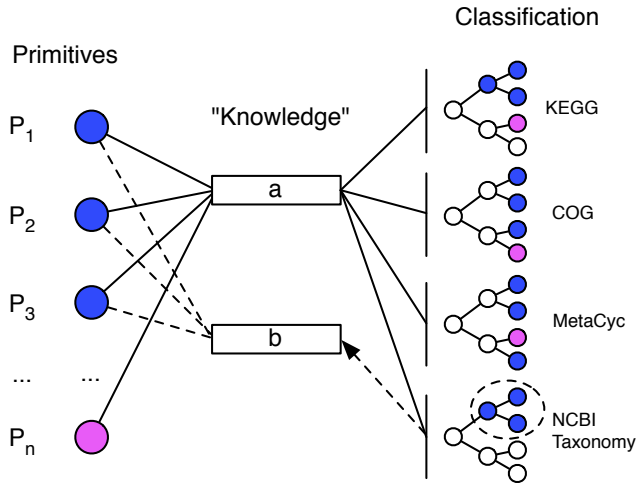 Classification
Primitives
"Knowledge"
P1
P2
P3
... ...
Pn
a
b
KEGG
COG
MetaCyc
NCBI
Taxonomy